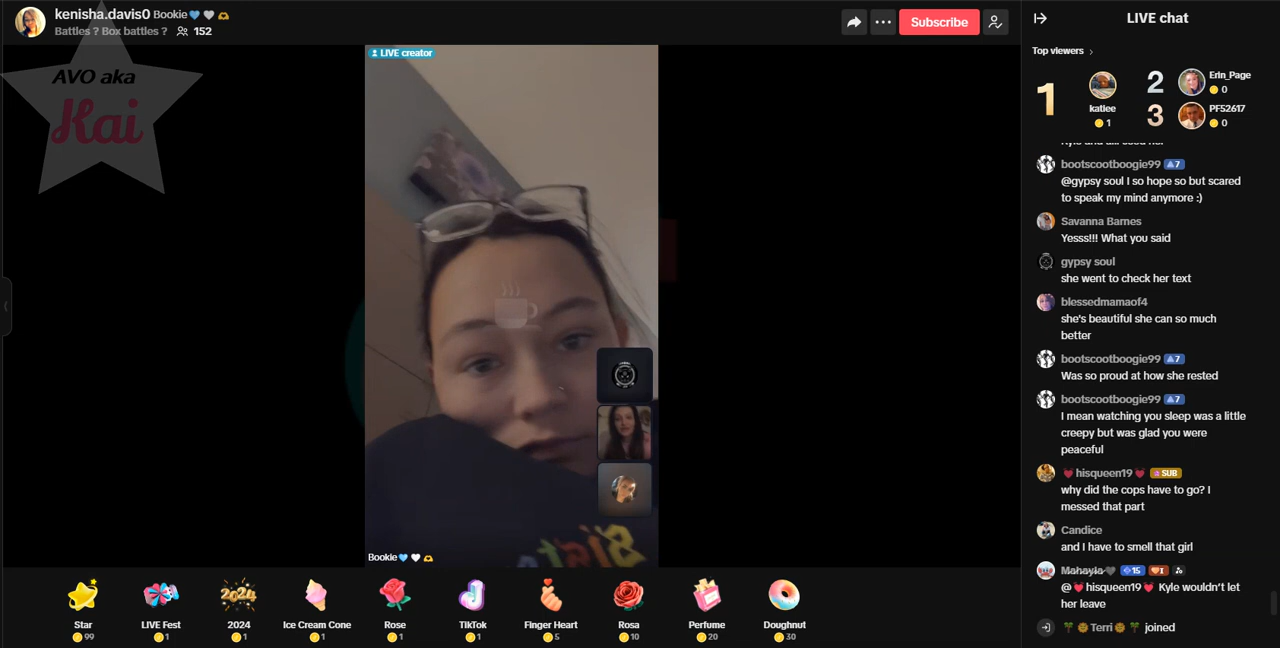 kenisha.davis0 Bookie🩵🤍🫶
Battles ? Box battles ? 152
Subscribe
LIVE chat
AVO aka
Kai
LIVE creator
Bookie🩵🤍🫶
Top viewers
1
katiee
1
2
Erin_Page
0
3
PF52617
0
bootscootboogie99 7
@gypsy soul I so hope so but scared
to speak my mind anymore :)
Savanna Barnes
Yesss!!! What you said
gypsy soul
she went to check her text
blessedmamaof4
she's beautiful she can so much
better
bootscootboogie99 7
Was so proud at how she rested
bootscootboogie99 7
I mean watching you sleep was a little
creepy but was glad you were
peaceful
💗hisqueen19💗 SUB
why did the cops have to go? I
messed that part
Candice
and I have to smell that girl
Mahayla🖤 15 I
@💗hisqueen19💗 Kyle wouldn't let
her leave
🌴🌞Terri🌞🌴 joined
Star
99
LIVE Fest
1
2024
1
Ice Cream Cone
1
Rose
1
TikTok
1
Finger Heart
5
Rosa
10
Perfume
20
Doughnut
30